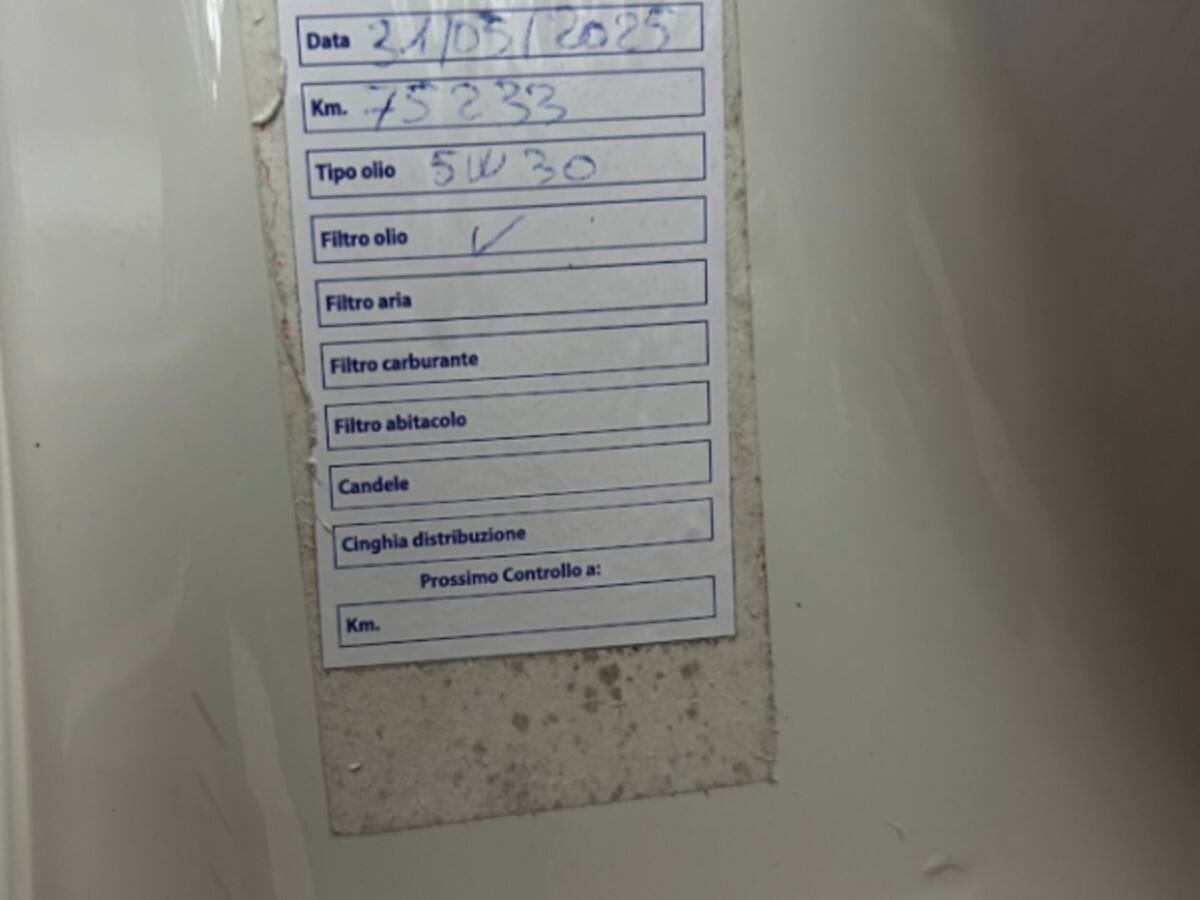 Data 31/05/2025
Km. 75233
Tipo olio 5W30
Filtro olio ✓
Filtro aria
Filtro carburante
Filtro abitacolo
Candele
Cinghia distribuzione
Prossimo Controllo a:
Km.